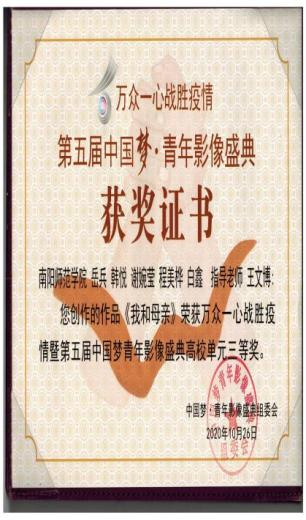 万众一心战胜疫情
第五届中国梦·青年影像盛典
获奖证书
南阳师范学院 岳兵 韩悦 谢婉莹 程美桦 白鑫 指导老师 王文博:
您创作的作品《我和母亲》荣获万众一心战胜疫
情暨第五届中国梦青年影像盛典高校单元三等奖。
中国梦·青年影像盛典组委会
2020年10月26日